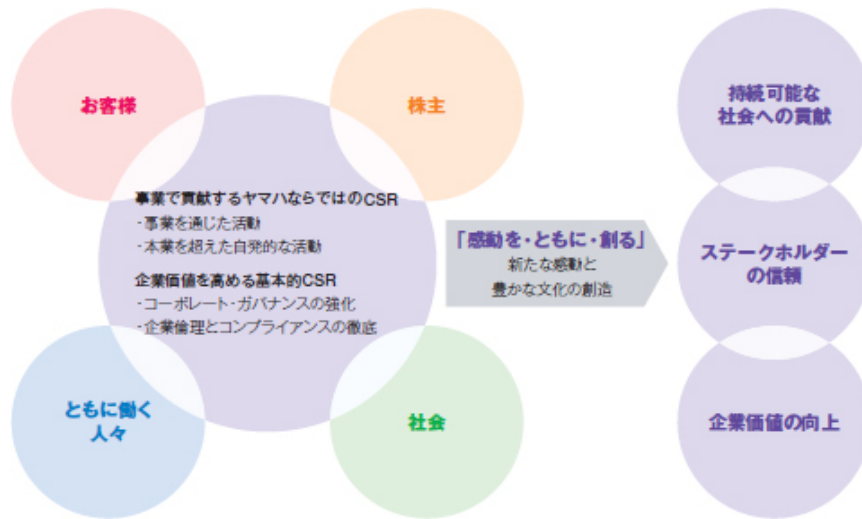 お客様
株主
事業で貢献するヤマハならではのCSR
・事業を通じた活動
・本業を超えた自発的な活動
企業価値を高める基本的CSR
・コーポレート・ガバナンスの強化
・企業倫理とコンプライアンスの徹底
ともに働く
人々
社会
「感動を・ともに・創る」
新たな感動と
豊かな文化の創造
持続可能な
社会への貢献
ステークホルダー
の信頼
企業価値の向上